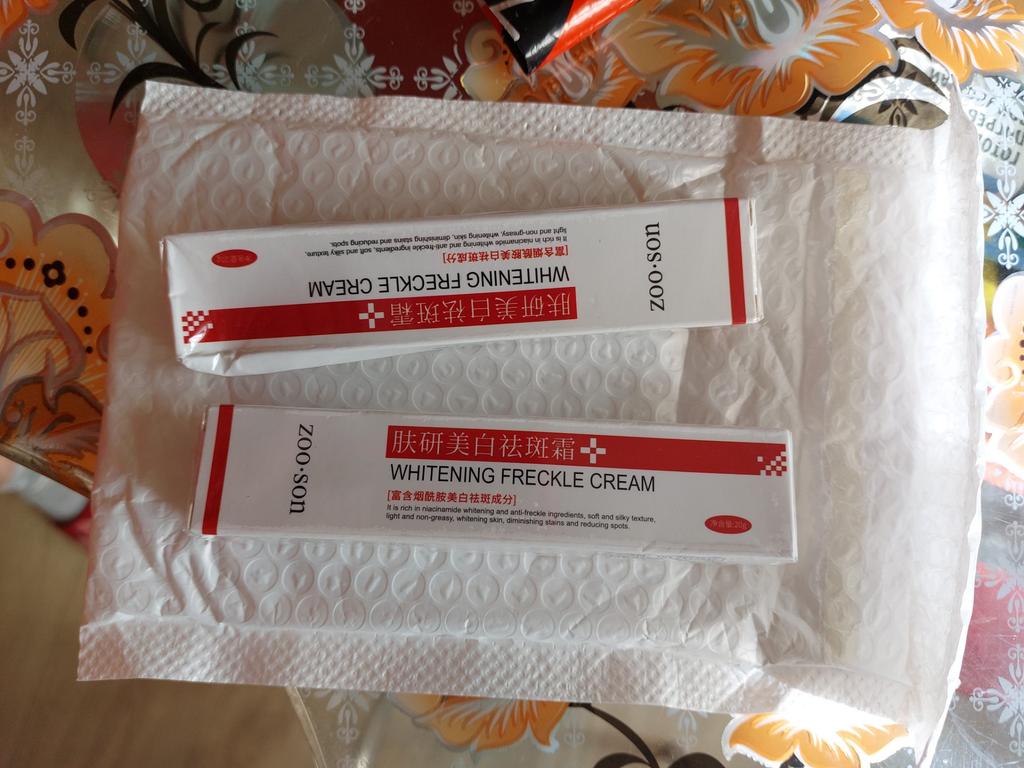 zoo·son
肤研美白祛斑霜
WHITENING FRECKLE CREAM
[富含烟酰胺美白祛斑成分]
It is rich in niacinamide whitening and anti-freckle ingredients, soft and silky texture,
light and non-greasy, whitening skin, diminishing stains and reducing spots.
净含量:20g
zoo·son
肤研美白祛斑霜
WHITENING FRECKLE CREAM
[富含烟酰胺美白祛斑成分]
It is rich in niacinamide whitening and anti-freckle ingredients, soft and silky texture,
light and non-greasy, whitening skin, diminishing stains and reducing spots.
净含量:20g